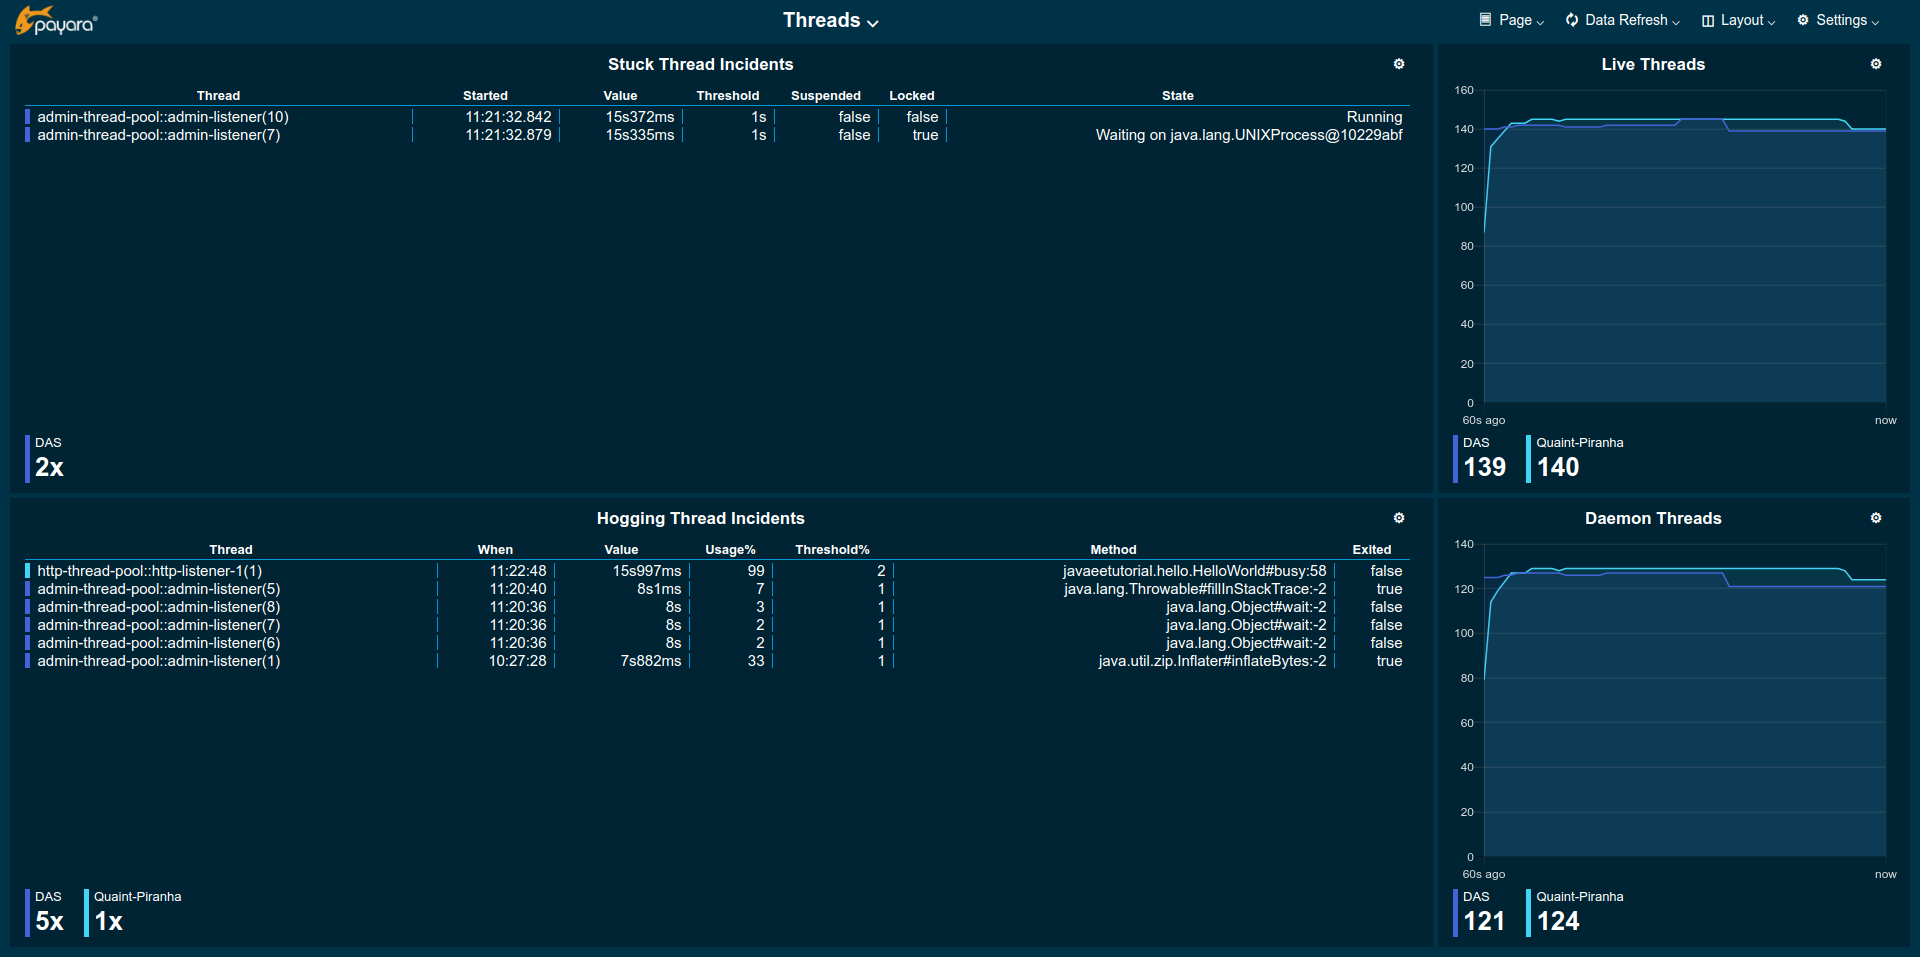 payara®
Threads
Page
Data Refresh
Layout
Settings
Stuck Thread Incidents
Thread Started Value Threshold Suspended Locked State
admin-thread-pool::admin-listener(10) 11:21:32.842 15s372ms 1s false false Running
admin-thread-pool::admin-listener(7) 11:21:32.879 15s335ms 1s false true Waiting on java.lang.UNIXProcess@10229abf
DAS
2x
Live Threads
160
140
120
100
80
60
40
20
0
60s ago now
DAS Quaint-Piranha
139 140
Hogging Thread Incidents
Thread When Value Usage% Threshold% Method Exited
http-thread-pool::http-listener-1(1) 11:22:48 15s997ms 99 2 javaeetutorial.hello.HelloWorld#busy:58 false
admin-thread-pool::admin-listener(5) 11:20:40 8s1ms 7 1 java.lang.Throwable#fillInStackTrace:-2 true
admin-thread-pool::admin-listener(8) 11:20:36 8s 3 1 java.lang.Object#wait:-2 false
admin-thread-pool::admin-listener(7) 11:20:36 8s 2 1 java.lang.Object#wait:-2 false
admin-thread-pool::admin-listener(6) 11:20:36 8s 2 1 java.lang.Object#wait:-2 false
admin-thread-pool::admin-listener(1) 10:27:28 7s882ms 33 1 java.util.zip.Inflater#inflateBytes:-2 true
DAS Quaint-Piranha
5x 1x
Daemon Threads
140
120
100
80
60
40
20
0
60s ago now
DAS Quaint-Piranha
121 124